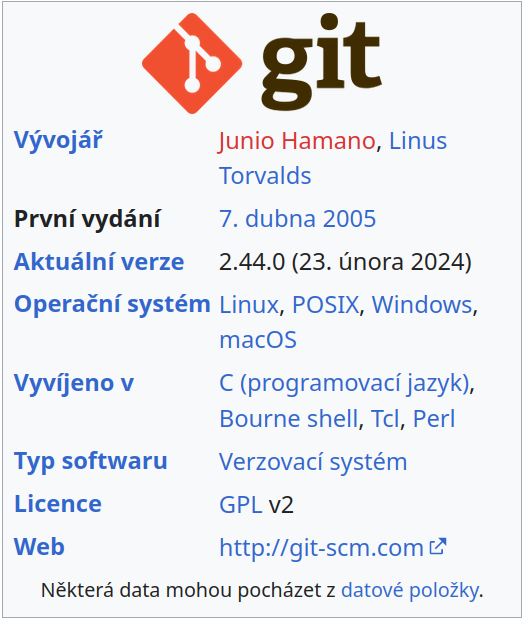 git
Vývojář Junio Hamano, Linus
Torvalds
První vydání 7. dubna 2005
Aktuální verze 2.44.0 (23. února 2024)
Operační systém Linux, POSIX, Windows,
macOS
Vyvíjeno v C (programovací jazyk),
Bourne shell, Tcl, Perl
Typ softwaru Verzovací systém
Licence GPL v2
Web http://git-scm.com
Některá data mohou pocházet z datové položky.